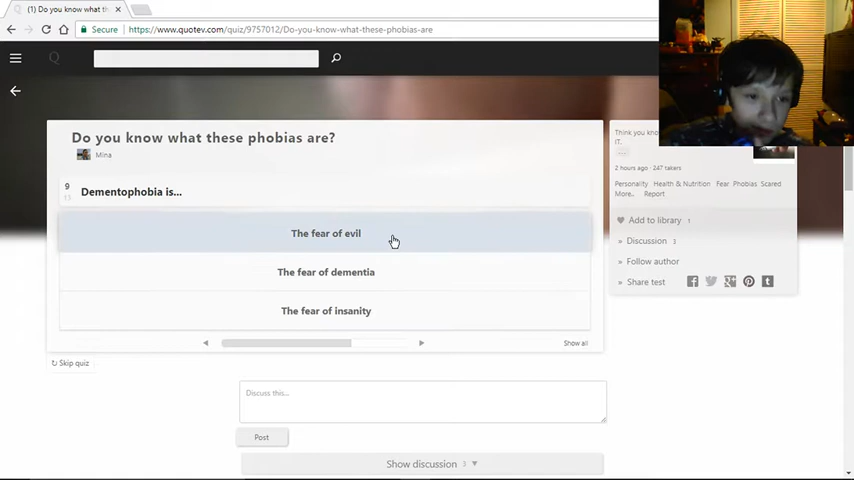 (1) Do you know what th
Secure
https://www.quotev.com/quiz/9757012/Do-you-know-what-these-phobias-are
Q
Do you know what these phobias are?
Mina
9
13
Dementophobia is...
The fear of evil
The fear of dementia
The fear of insanity
Show all
↻ Skip quiz
Discuss this...
Post
Show discussion 3 ▼
Think you kno
IT.
...
2 hours ago · 247 takers
Personality Health & Nutrition Fear Phobias Scared
More.. Report
Add to library 1
» Discussion 3
» Follow author
» Share test